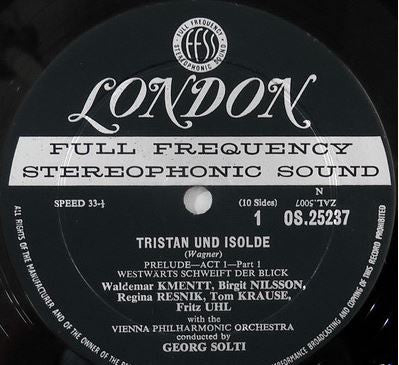 FULL FREQUENCY
FFSS
STEREOPHONIC SOUND
LONDON
FULL FREQUENCY
STEREOPHONIC SOUND
SPEED 33-⅓
(10 Sides)
N
ZAL.5007
1 OS.25237
TRISTAN UND ISOLDE
(Wagner)
PRELUDE—ACT 1—Part 1
WESTWÄRTS SCHWEIFT DER BLICK
Waldemar KMENTT, Birgit NILSSON,
Regina RESNIK, Tom KRAUSE,
Fritz UHL
with the
VIENNA PHILHARMONIC ORCHESTRA
conducted by
GEORG SOLTI
ALL RIGHTS OF THE MANUFACTURER AND OF THE OWNER OF THE
PERFORMANCE BROADCASTING AND COPYING OF THIS RECORD PROHIBITED